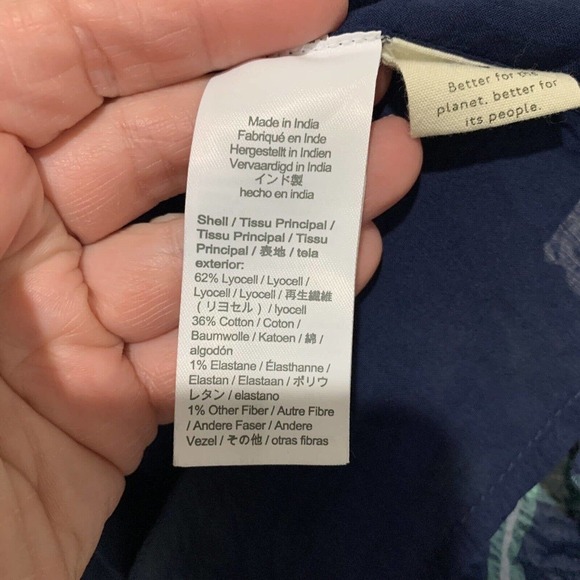 Made in India
Fabriqué en Inde
Hergestellt in Indien
Vervaardigd in India
インド製
hecho en india
Shell / Tissu Principal /
Tissu Principal / Tissu
Principal / 表地 / tela
exterior:
62% Lyocell / Lyocell /
Lyocell / Lyocell / 再生繊維
(リヨセル) / lyocell
36% Cotton / Coton /
Baumwolle / Katoen / 綿 /
algodón
1% Elastane / Élasthanne /
Elastan / Elastaan / ポリウ
レタン / elastano
1% Other Fiber / Autre Fibre
/ Andere Faser / Andere
Vezel / その他 / otras fibras
Better for the
planet. better for
its people.